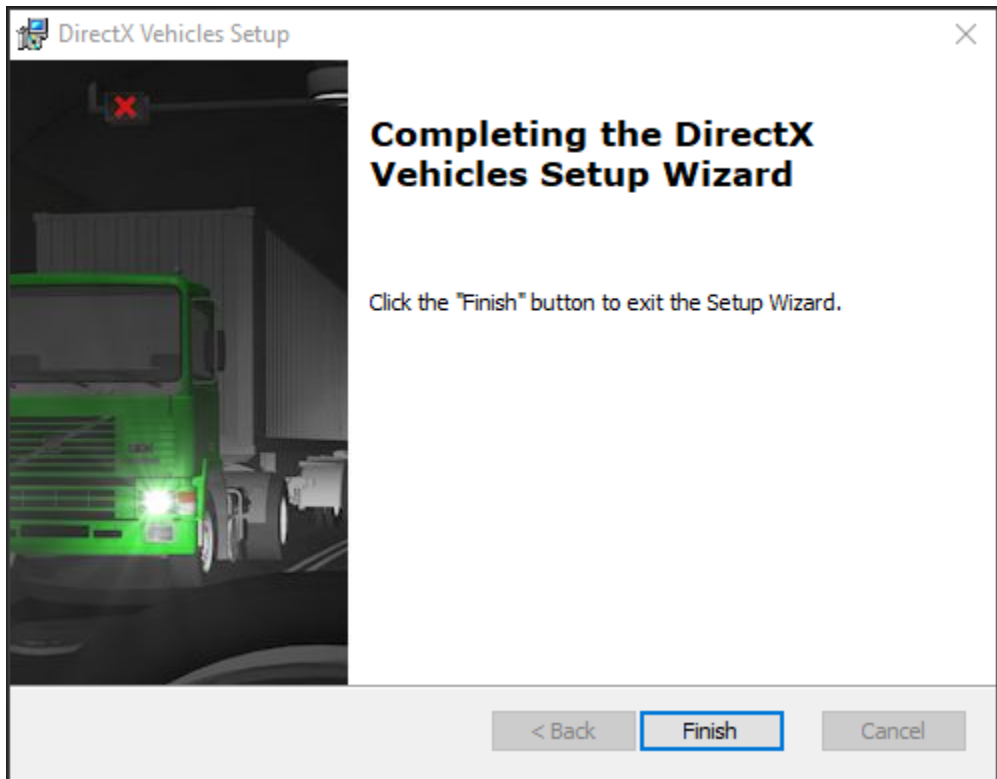 DirectX Vehicles Setup
Completing the DirectX
Vehicles Setup Wizard
Click the "Finish" button to exit the Setup Wizard.
< Back
Finish
Cancel